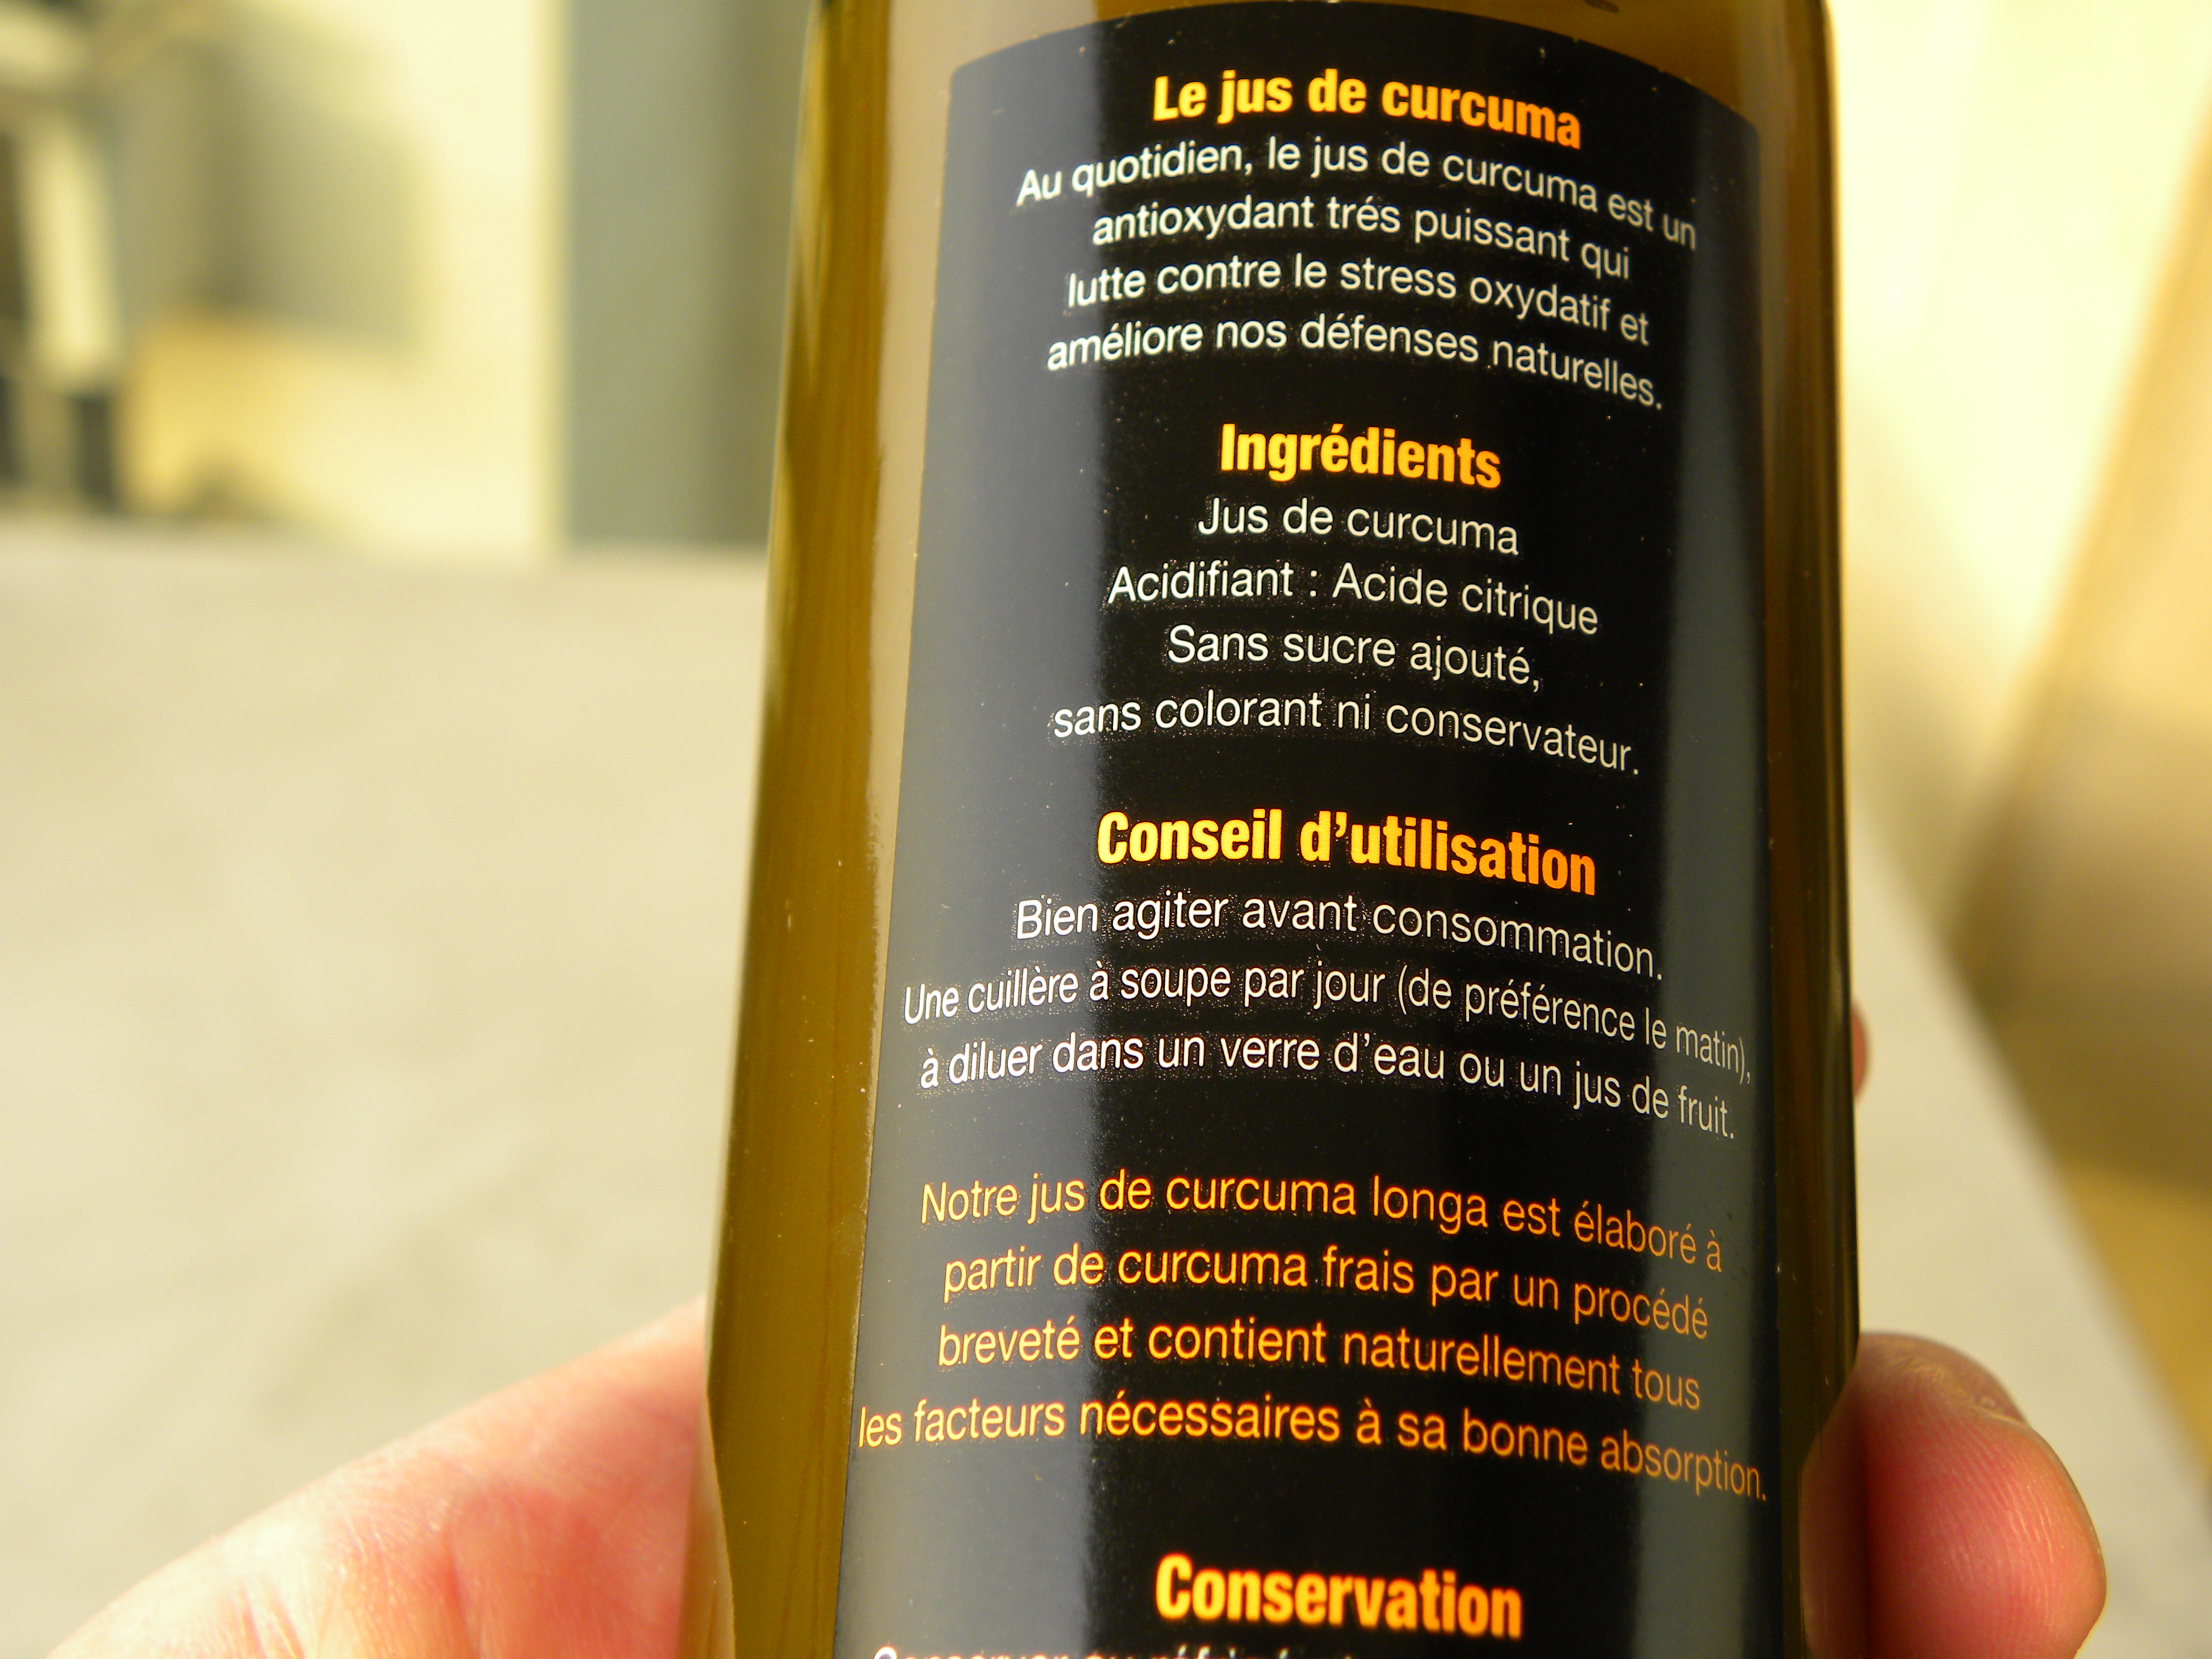 Le jus de curcuma
Au quotidien, le jus de curcuma est un
antioxydant trés puissant qui
lutte contre le stress oxydatif et
améliore nos défenses naturelles.
Ingrédients
Jus de curcuma
Acidifiant : Acide citrique
Sans sucre ajouté,
sans colorant ni conservateur.
Conseil d'utilisation
Bien agiter avant consommation.
Une cuillère à soupe par jour (de préférence le matin),
à diluer dans un verre d'eau ou un jus de fruit.
Notre jus de curcuma longa est élaboré à
partir de curcuma frais par un procédé
breveté et contient naturellement tous
les facteurs nécessaires à sa bonne absorption.
Conservation
Conserver au